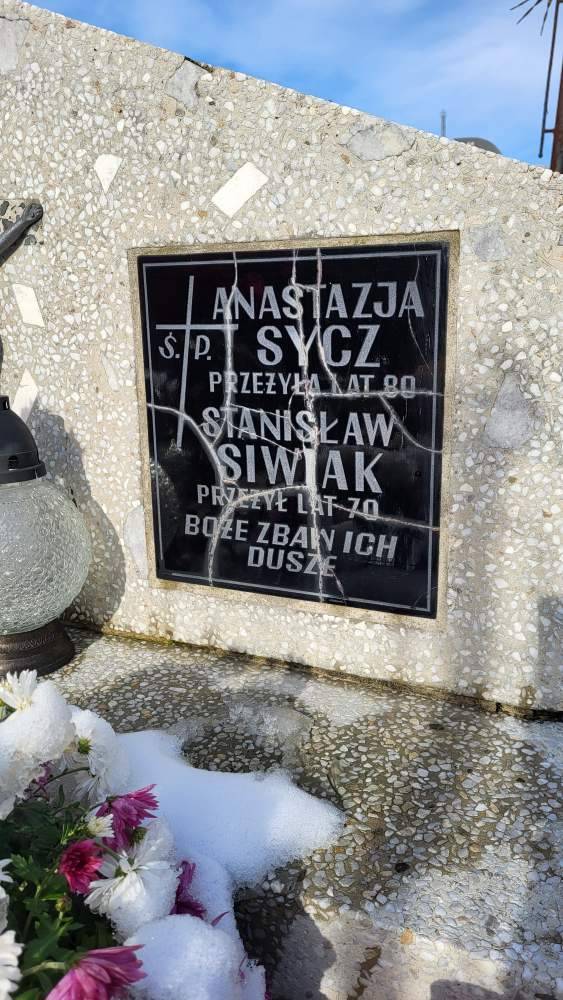 Ś. P.
ANASTAZJA
SYCZ
PRZEŻYŁA LAT 80
STANISŁAW
SIWIAK
PRZEŻYŁ LAT 70
BOŻE ZBAW ICH
DUSZE